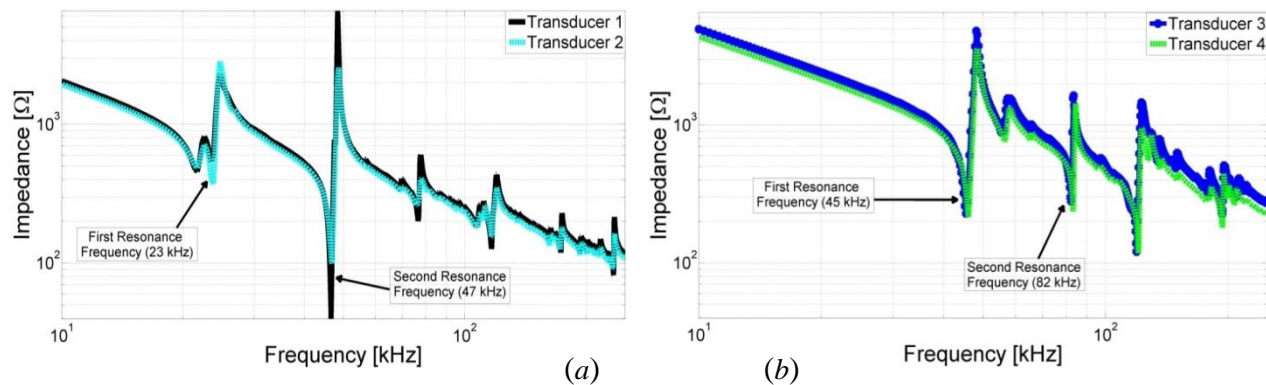 Transducer 1
Transducer 2
Impedance [Ω]
10³
10²
First Resonance
Frequency (23 kHz)
Second Resonance
Frequency (47 kHz)
10¹
10²
Frequency [kHz]
(a)
Transducer 3
Transducer 4
Impedance [Ω]
10³
10²
First Resonance
Frequency (45 kHz)
Second Resonance
Frequency (82 kHz)
10¹
10²
Frequency [kHz]
(b)